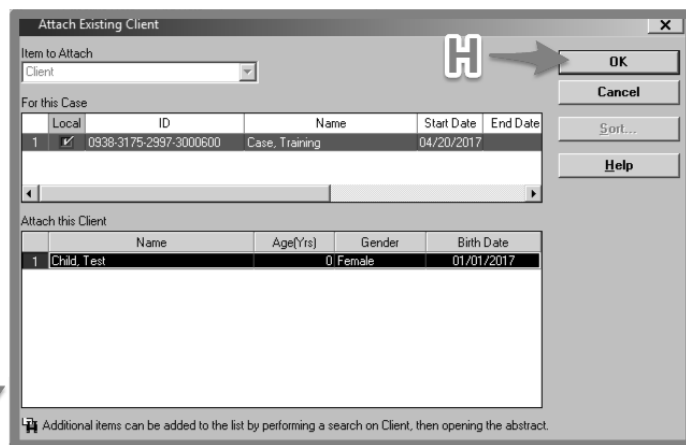 Attach Existing Client
Item to Attach
Client
H
OK
Cancel
Sort...
Help
For this Case
Local ID Name Start Date End Date
1 0938-3175-2997-3000600 Case, Training 04/20/2017
Attach this Client
Name Age(Yrs) Gender Birth Date
1 Child, Test 0 Female 01/01/2017
Additional items can be added to the list by performing a search on Client, then opening the abstract.